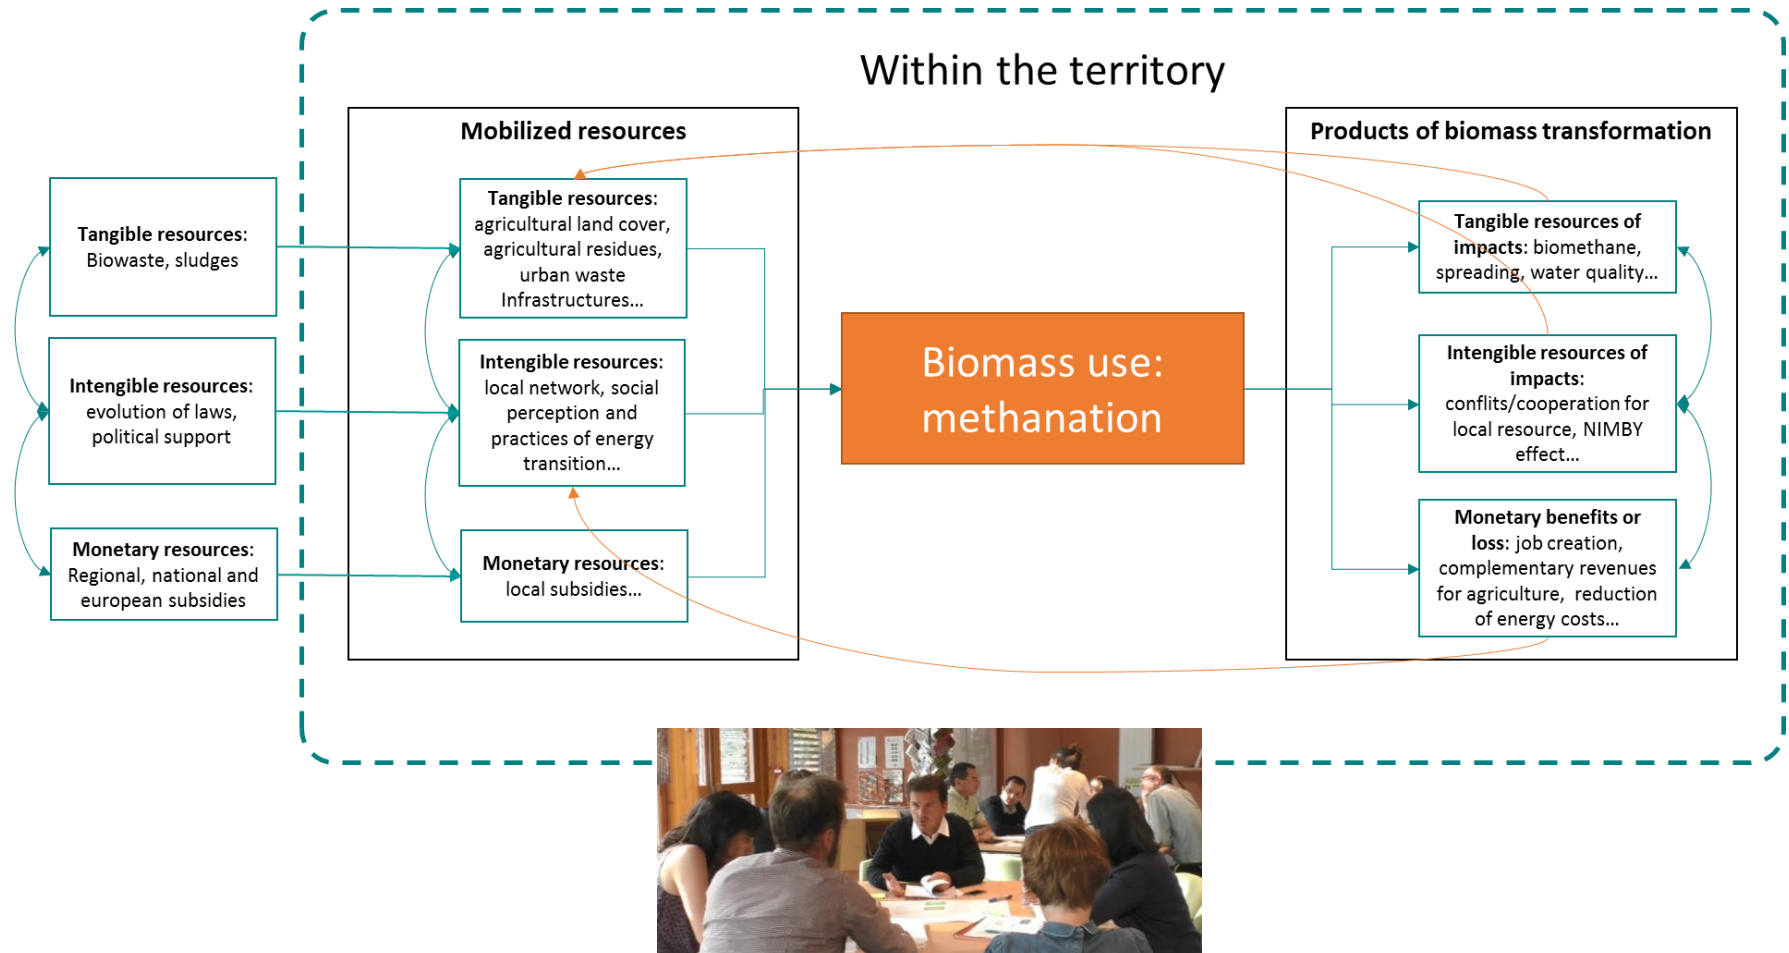 Within the territory
Mobilized resources
Products of biomass transformation
Tangible resources:
Biowaste, sludges
Intengible resources:
evolution of laws,
political support
Monetary resources:
Regional, national and
european subsidies
Tangible resources:
agricultural land cover,
agricultural residues,
urban waste
Infrastructures...
Intengible resources:
local network, social
perception and
practices of energy
transition...
Monetary resources:
local subsidies...
Biomass use:
methanation
Tangible resources of
impacts: biomethane,
spreading, water quality...
Intengible resources of
impacts:
conflits/cooperation for
local resource, NIMBY
effect...
Monetary benefits or
loss: job creation,
complementary revenues
for agriculture, reduction
of energy costs...